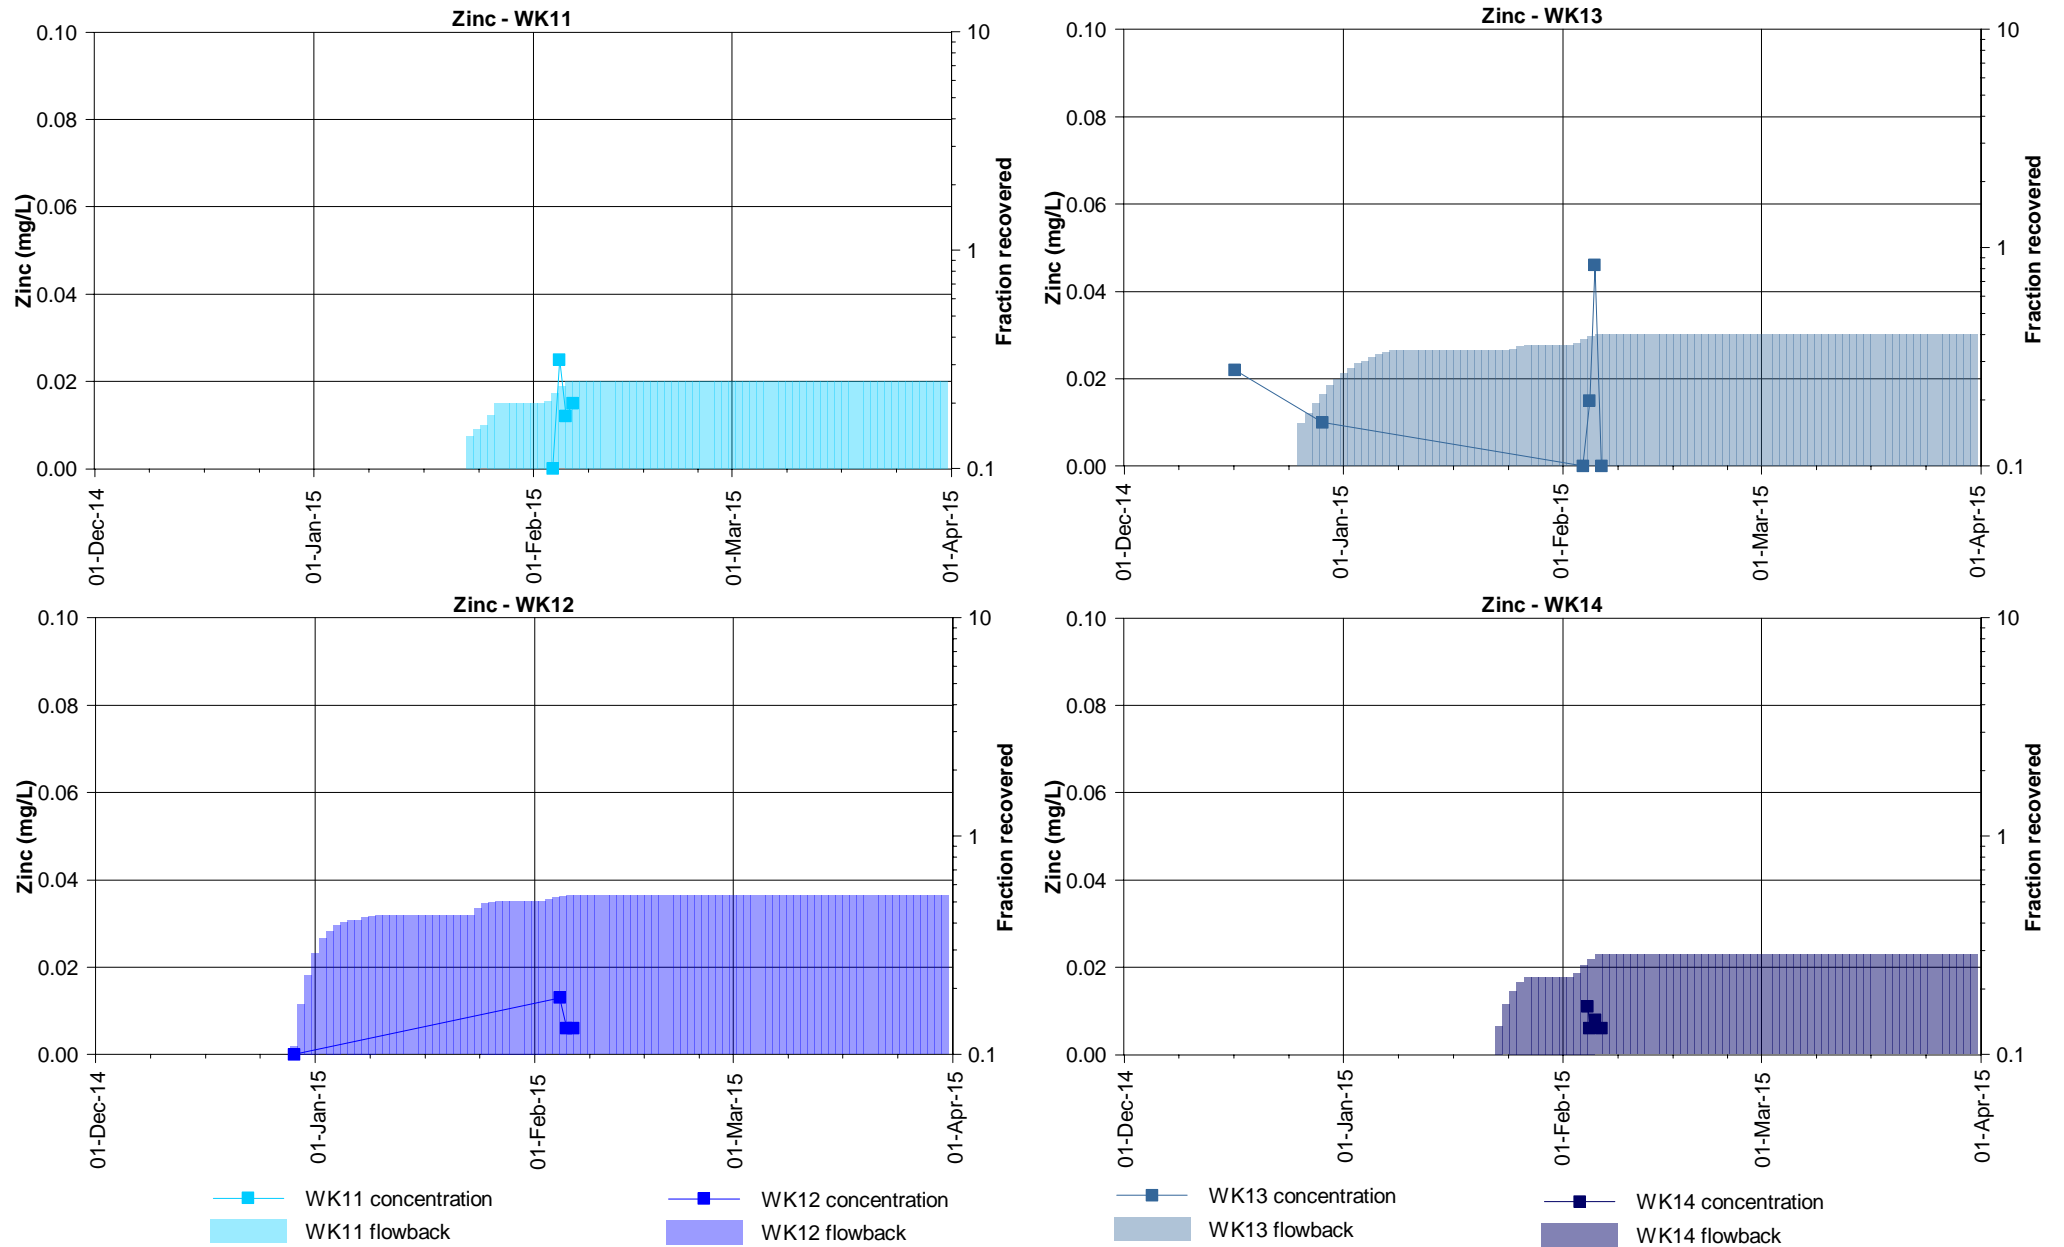 Zinc - WK11
0.10
0.08
0.06
0.04
0.02
0.00
Zinc (mg/L)
10
1
0.1
Fraction recovered
01-Dec-14
01-Jan-15
01-Feb-15
01-Mar-15
01-Apr-15
Zinc - WK13
0.10
0.08
0.06
0.04
0.02
0.00
Zinc (mg/L)
10
1
0.1
Fraction recovered
01-Dec-14
01-Jan-15
01-Feb-15
01-Mar-15
01-Apr-15
Zinc - WK12
0.10
0.08
0.06
0.04
0.02
0.00
Zinc (mg/L)
10
1
0.1
Fraction recovered
01-Dec-14
01-Jan-15
01-Feb-15
01-Mar-15
01-Apr-15
Zinc - WK14
0.10
0.08
0.06
0.04
0.02
0.00
Zinc (mg/L)
10
1
0.1
Fraction recovered
01-Dec-14
01-Jan-15
01-Feb-15
01-Mar-15
01-Apr-15
WK11 concentration
WK11 flowback
WK12 concentration
WK12 flowback
WK13 concentration
WK13 flowback
WK14 concentration
WK14 flowback